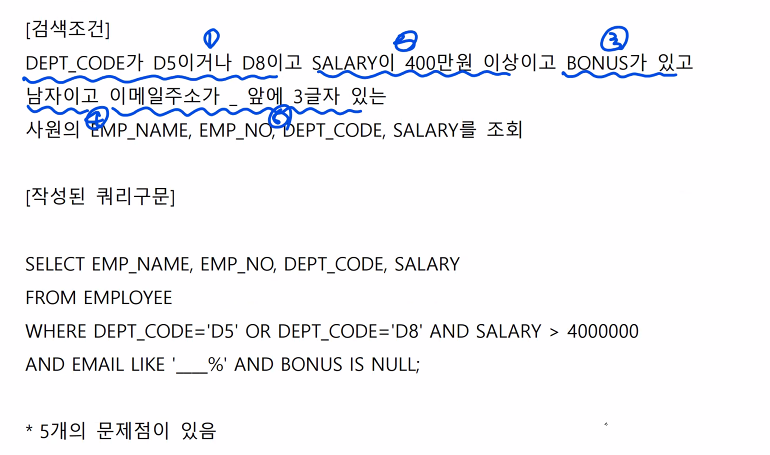 [검색조건]
① ② ③
DEPT_CODE가 D5이거나 D8이고 SALARY이 400만원 이상이고 BONUS가 있고
남자이고 이메일주소가 _ 앞에 3글자 있는
④ ⑤
사원의 EMP_NAME, EMP_NO, DEPT_CODE, SALARY를 조회
[작성된 쿼리구문]
SELECT EMP_NAME, EMP_NO, DEPT_CODE, SALARY
FROM EMPLOYEE
WHERE DEPT_CODE='D5' OR DEPT_CODE='D8' AND SALARY > 4000000
AND EMAIL LIKE '____%' AND BONUS IS NULL;
* 5개의 문제점이 있음